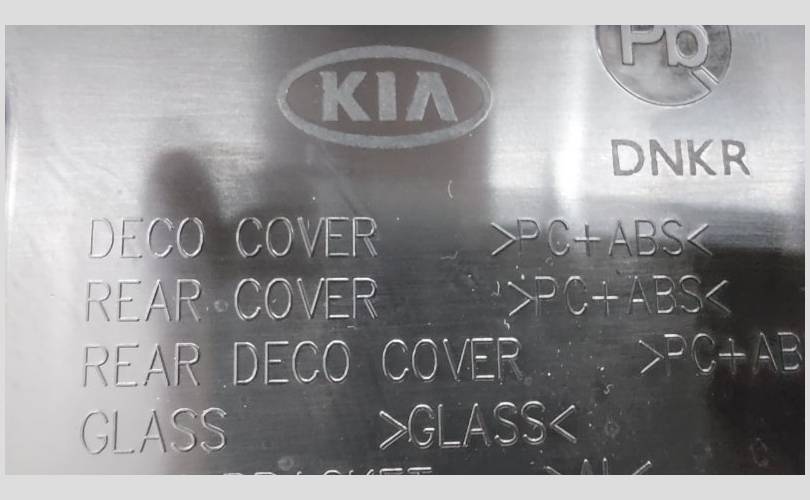 KIA
Pb
DNKR
DECO COVER >PC+ABS<
REAR COVER >PC+ABS<
REAR DECO COVER >PC+AB
GLASS >GLASS<